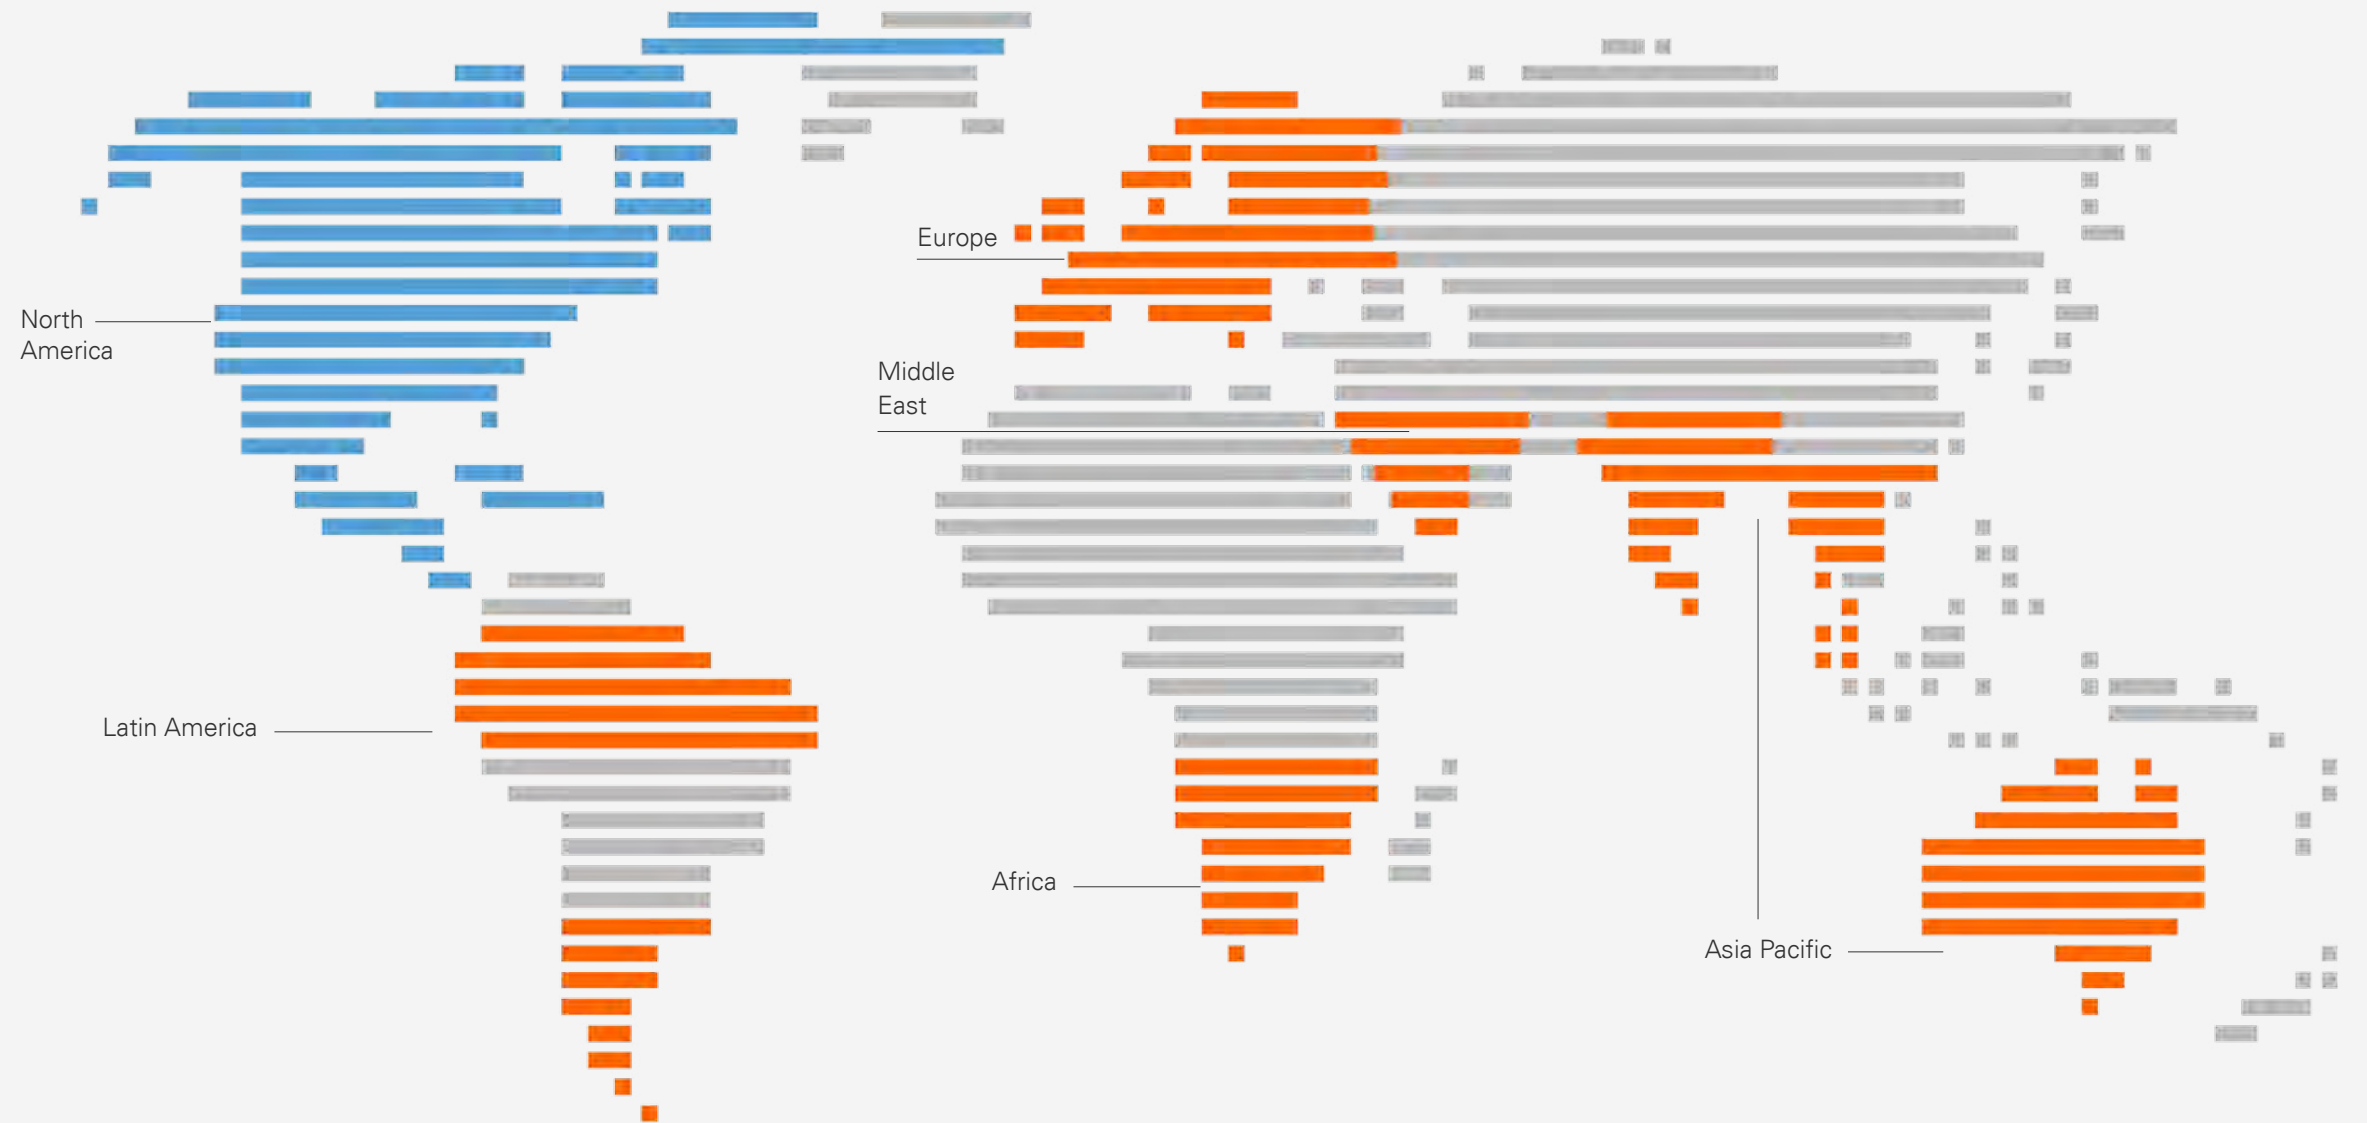 Europe
North
America
Middle
East
Latin America
Africa
Asia Pacific